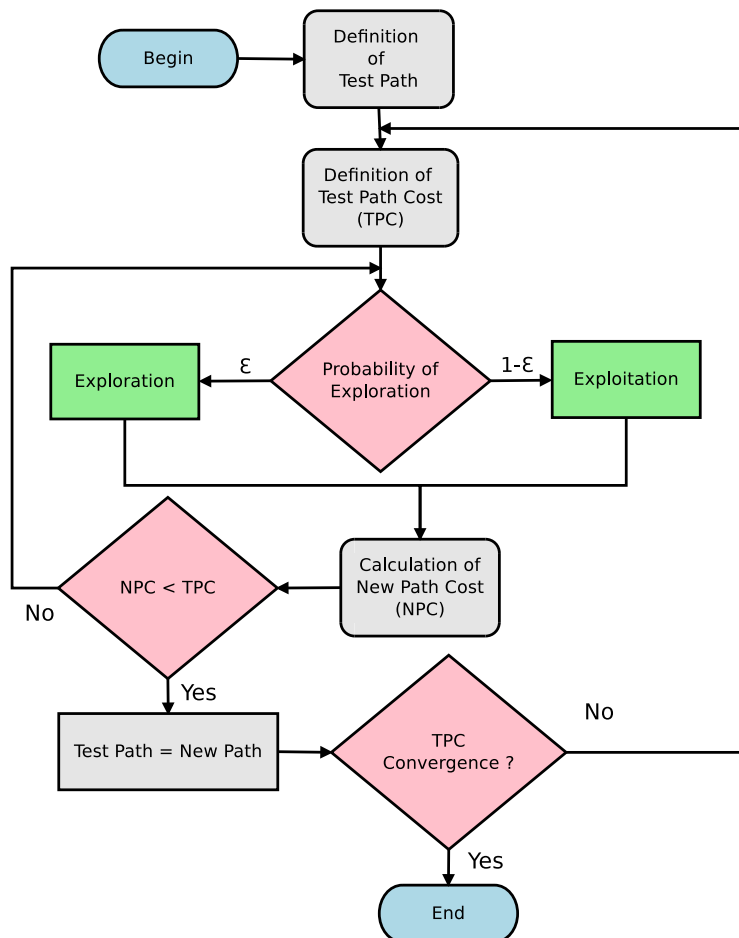 Begin
Definition
of
Test Path
Definition of
Test Path Cost
(TPC)
Probability of
Exploration
Ɛ
1-Ɛ
Exploration
Exploitation
Calculation of
New Path Cost
(NPC)
NPC < TPC
No
Yes
Test Path = New Path
TPC
Convergence ?
No
Yes
End